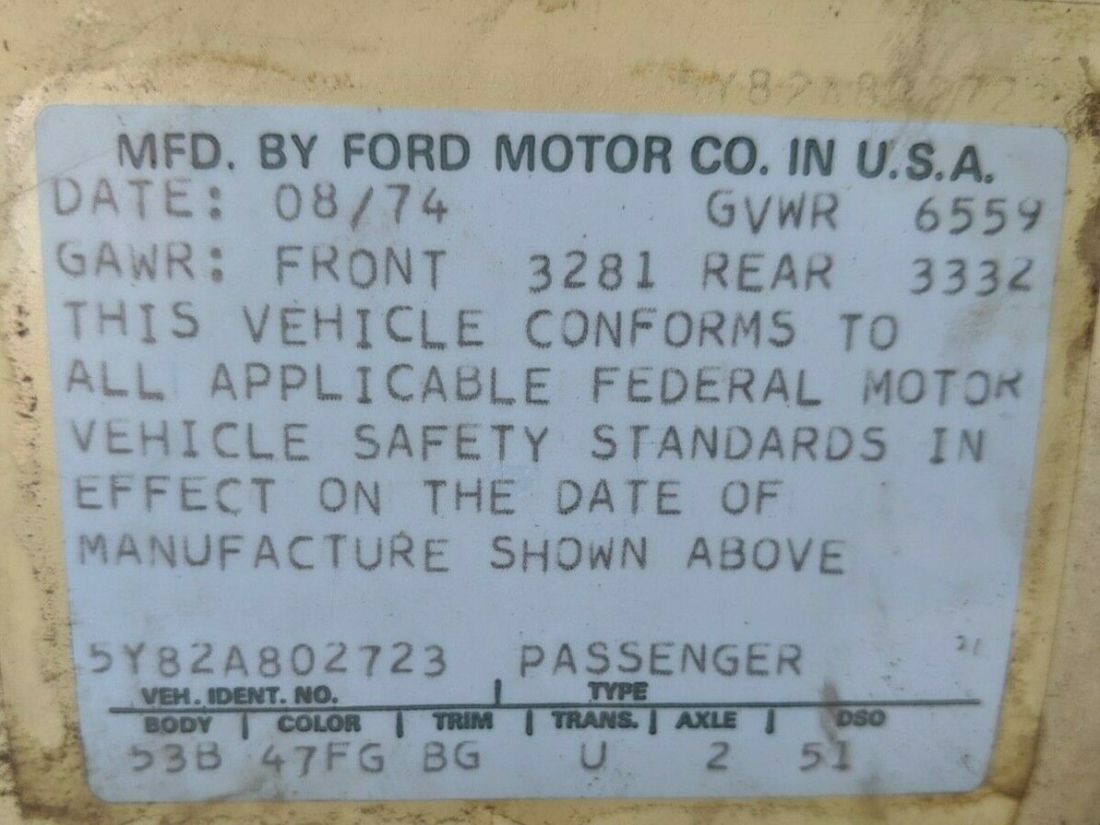 5Y82A802723
MFD. BY FORD MOTOR CO. IN U.S.A.
DATE: 08/74 GVWR 6559
GAWR: FRONT 3281 REAR 3332
THIS VEHICLE CONFORMS TO
ALL APPLICABLE FEDERAL MOTOR
VEHICLE SAFETY STANDARDS IN
EFFECT ON THE DATE OF
MANUFACTURE SHOWN ABOVE
5Y82A802723 PASSENGER 21
VEH. IDENT. NO. | TYPE
BODY | COLOR | TRIM | TRANS. | AXLE | DSO
53B 47FG BG U 2 51